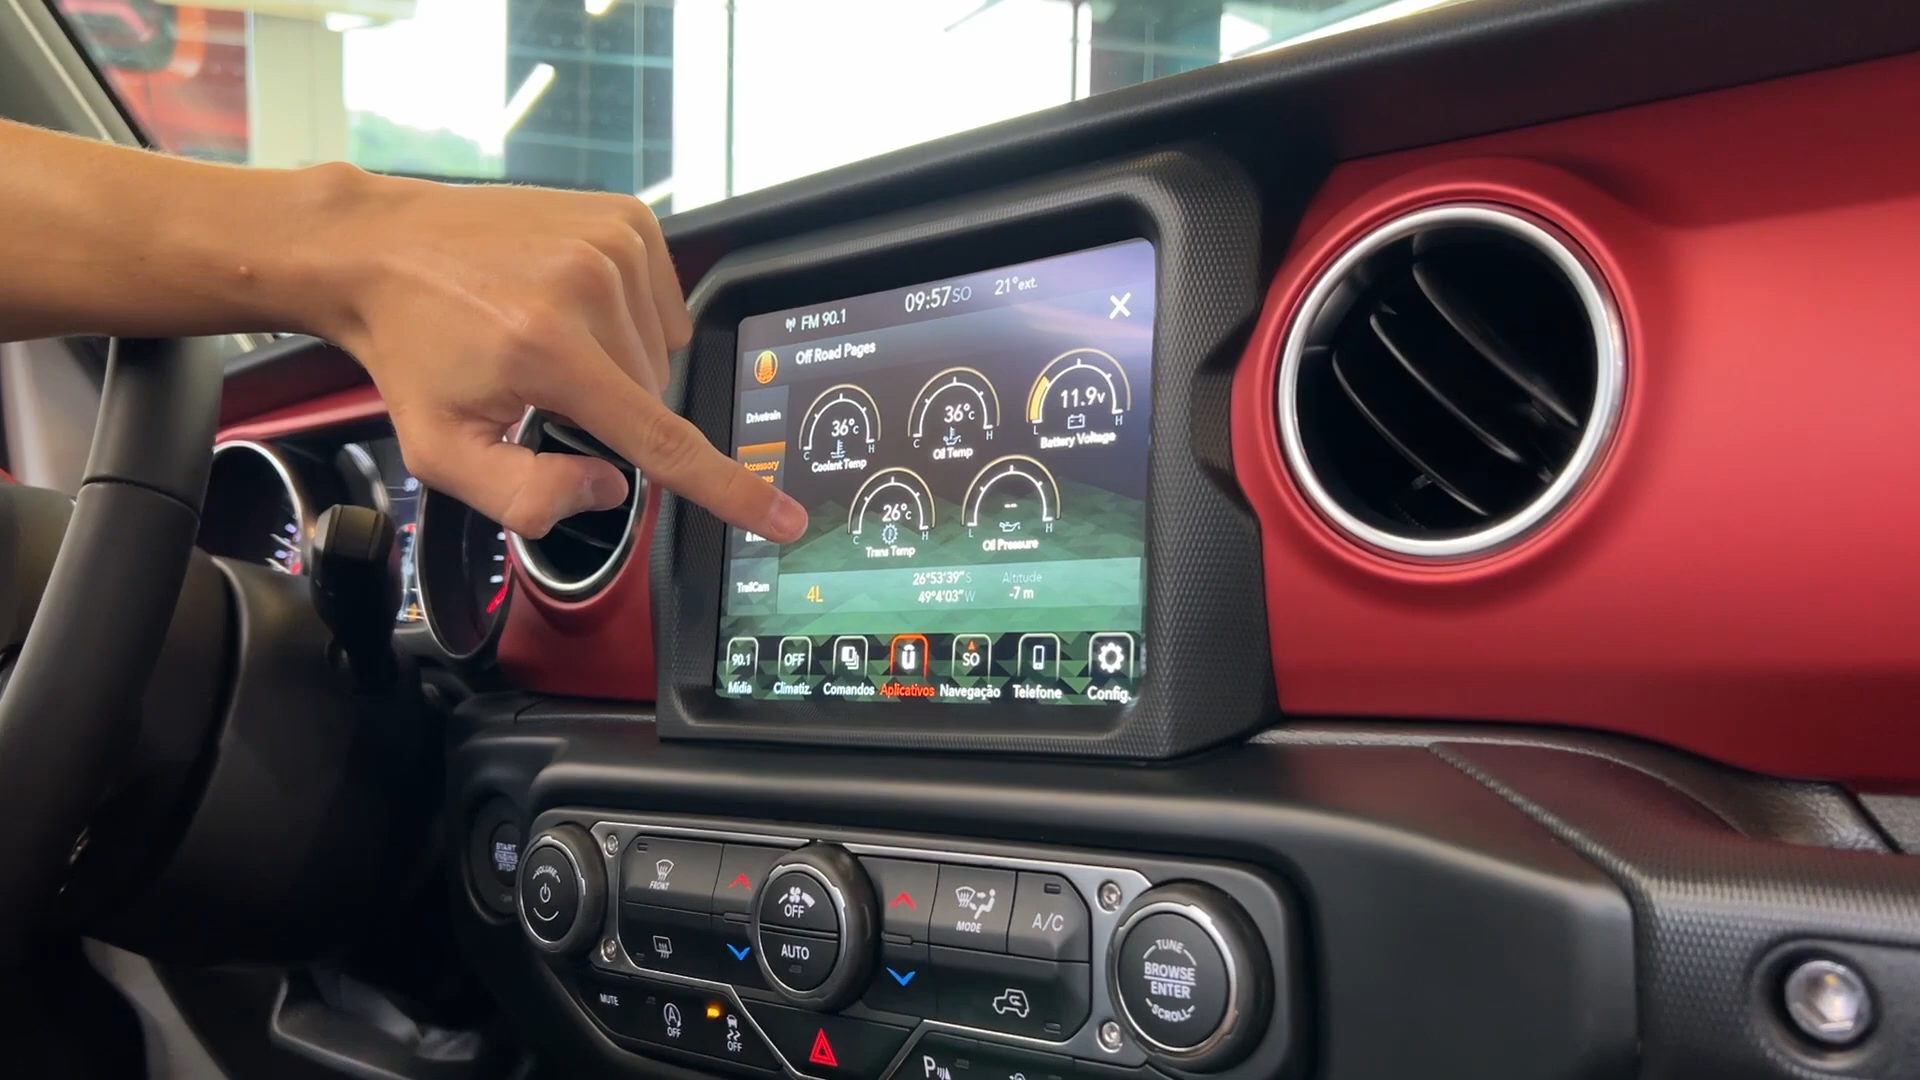 FM 90.1
09:57 SO
21°ext.
Off Road Pages
Drivetrain
Accessory
TrailCam
36°c
C H
Coolant Temp
36°c
C H
Oil Temp
11.9v
L H
Battery Voltage
26°c
C H
Trans Temp
--
L H
Oil Pressure
4L
26°53'39" S
49°4'03" W
Altitude
-7 m
90.1
Mídia
OFF
Climatiz.
Comandos
Aplicativos
SO
Navegação
Telefone
Config.
START
ENGINE
STOP
VOLUME
FRONT
OFF
AUTO
MODE
A/C
TUNE
BROWSE
ENTER
SCROLL
MUTE
A
OFF
OFF
P